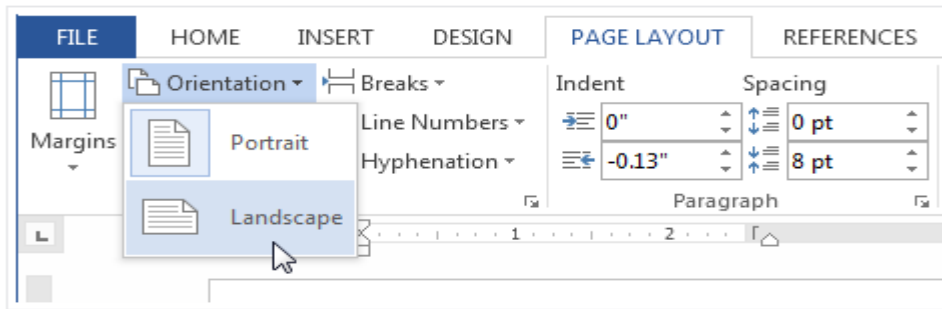 FILE HOME INSERT DESIGN PAGE LAYOUT REFERENCES
Orientation Breaks Indent Spacing
Margins Portrait Line Numbers 0" 0 pt
Hyphenation -0.13" 8 pt
Landscape Paragraph
1 2